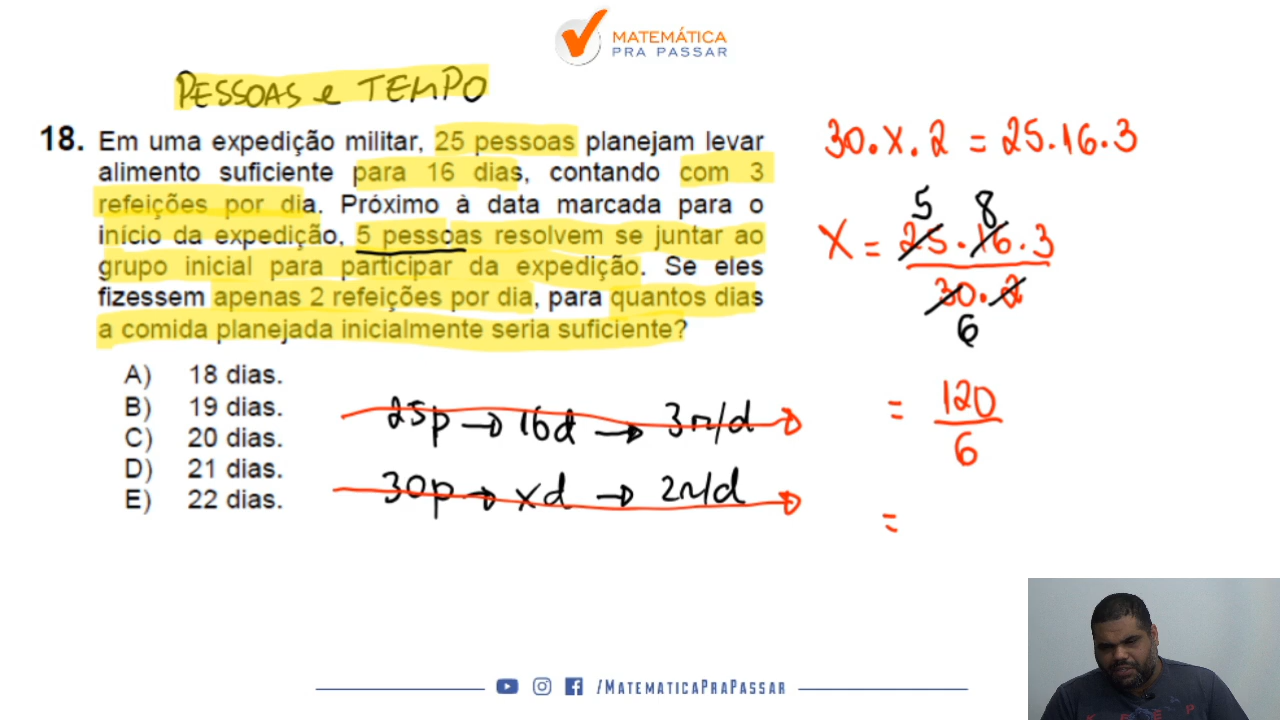 MATEMÁTICA
PRA PASSAR
PESSOAS e TEMPO
18. Em uma expedição militar, 25 pessoas planejam levar
alimento suficiente para 16 dias, contando com 3
refeições por dia. Próximo à data marcada para o
início da expedição, 5 pessoas resolvem se juntar ao
grupo inicial para participar da expedição. Se eles
fizessem apenas 2 refeições por dia, para quantos dias
a comida planejada inicialmente seria suficiente?
A) 18 dias.
B) 19 dias.
C) 20 dias.
D) 21 dias.
E) 22 dias.
25p → 16d → 3r/d
30p → xd → 2r/d
30.x.2 = 25.16.3
5 8
x = 25.16.3
30.2
6
= 120
6
=
/MATEMATICAPRAPASSAR